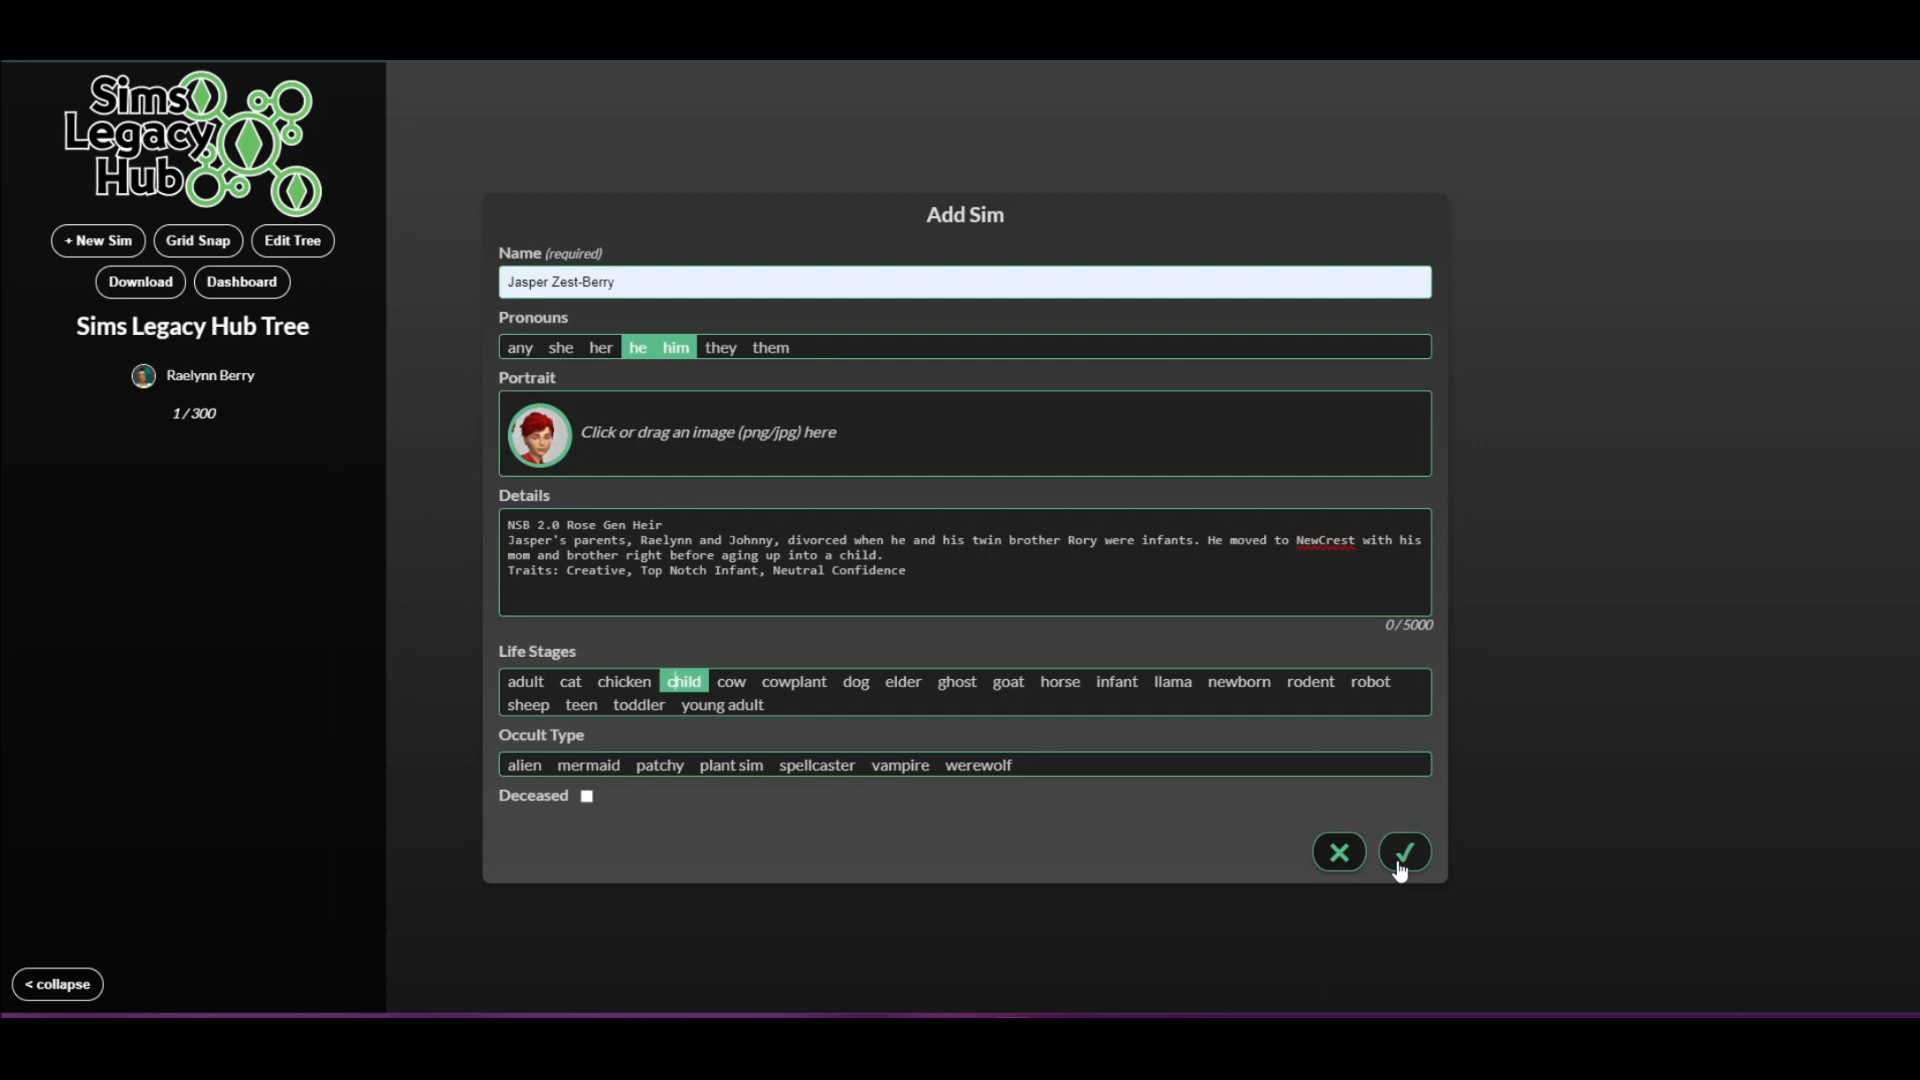 Sims
Legacy
Hub
+ New Sim
Grid Snap
Edit Tree
Download
Dashboard
Sims Legacy Hub Tree
Raelynn Berry
1 / 300
< collapse
Add Sim
Name (required)
Jasper Zest-Berry
Pronouns
any she her he him they them
Portrait
Click or drag an image (png/jpg) here
Details
NSB 2.0 Rose Gen Heir
Jasper's parents, Raelynn and Johnny, divorced when he and his twin brother Rory were infants. He moved to NewCrest with his
mom and brother right before aging up into a child.
Traits: Creative, Top Notch Infant, Neutral Confidence
0 / 5000
Life Stages
adult cat chicken child cow cowplant dog elder ghost goat horse infant llama newborn rodent robot
sheep teen toddler young adult
Occult Type
alien mermaid patchy plant sim spellcaster vampire werewolf
Deceased